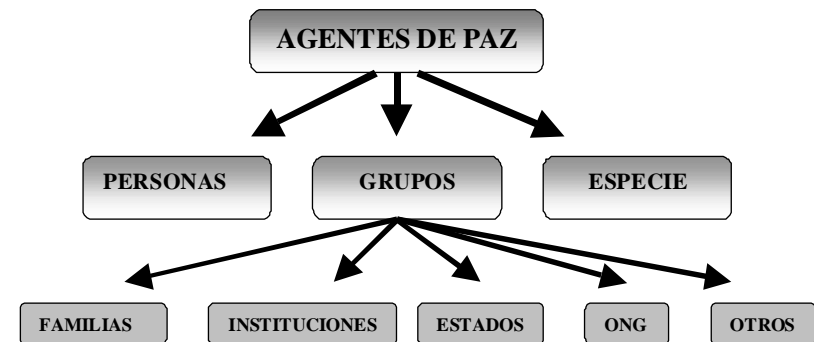 AGENTES DE PAZ
PERSONAS
GRUPOS
ESPECIE
FAMILIAS
INSTITUCIONES
ESTADOS
ONG
OTROS